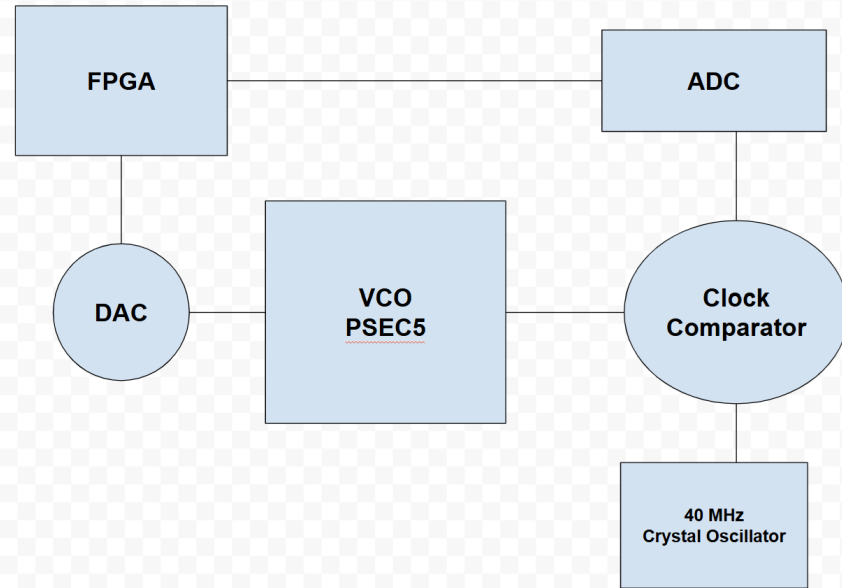 FPGA
ADC
DAC
VCO
PSEC5
Clock
Comparator
40 MHz
Crystal Oscillator